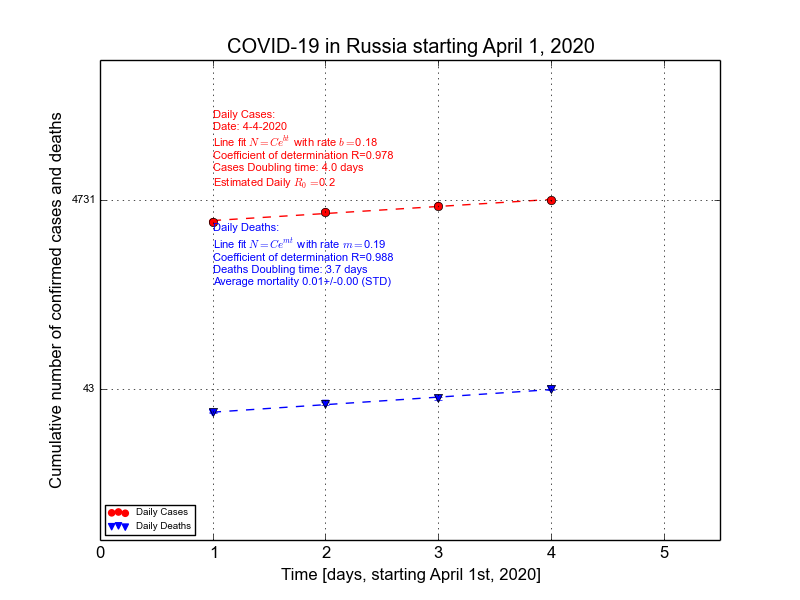 COVID-19 in Russia starting April 1, 2020
Daily Cases:
Date: 4-4-2020
Line fit N = Ce^{bt} with rate b = 0.18
Coefficient of determination R=0.978
Cases Doubling time: 4.0 days
Estimated Daily R_0 = 0.2
4731
Daily Deaths:
Line fit N = Ce^{mt} with rate m = 0.19
Coefficient of determination R=0.988
Deaths Doubling time: 3.7 days
Average mortality 0.01+/-0.00 (STD)
43
Cumulative number of confirmed cases and deaths
Daily Cases
Daily Deaths
0 1 2 3 4 5
Time [days, starting April 1st, 2020]